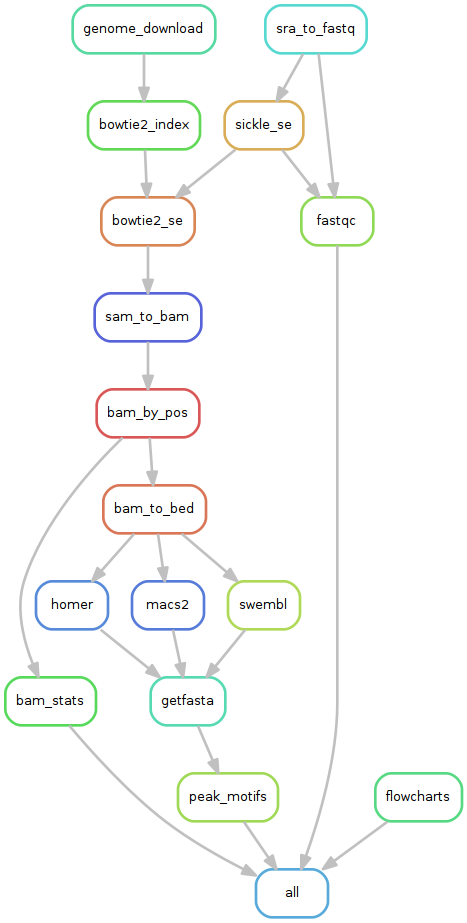 genome_download
sra_to_fastq
bowtie2_index
sickle_se
bowtie2_se
fastqc
sam_to_bam
bam_by_pos
bam_to_bed
homer
macs2
swembl
bam_stats
getfasta
peak_motifs
flowcharts
all